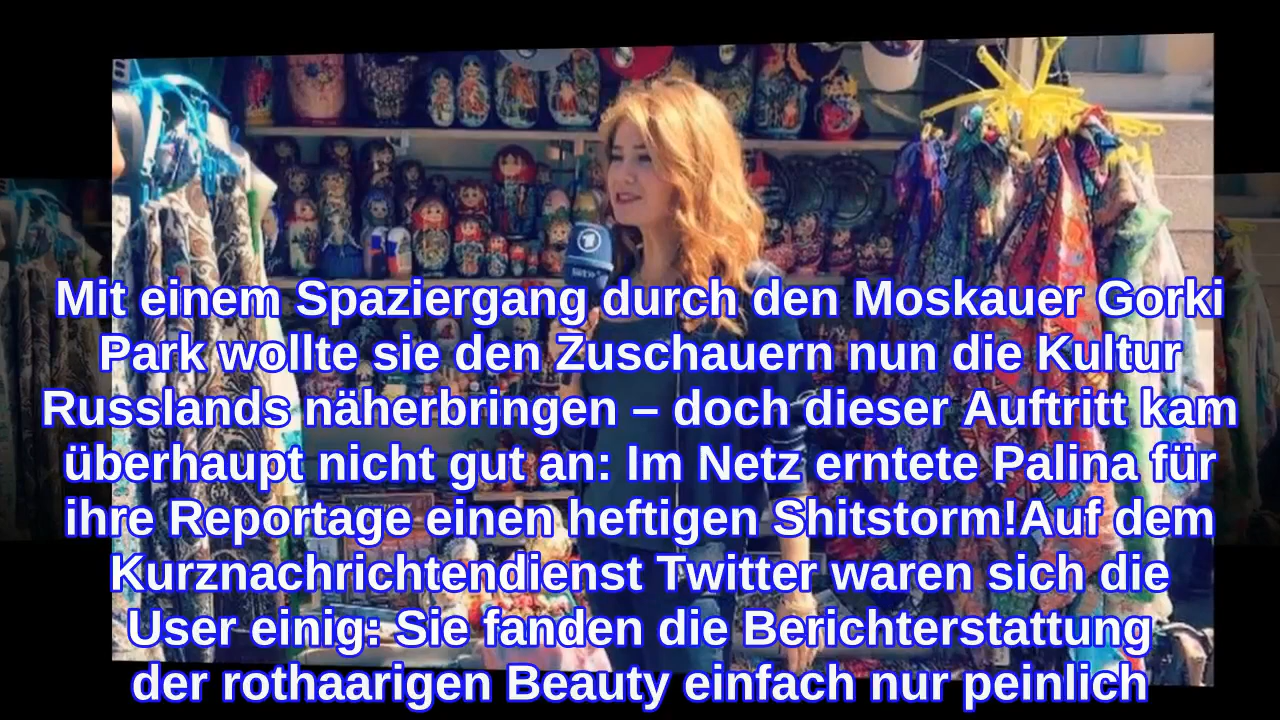 Mit einem Spaziergang durch den Moskauer Gorki
Park wollte sie den Zuschauern nun die Kultur
Russlands näherbringen – doch dieser Auftritt kam
überhaupt nicht gut an: Im Netz erntete Palina für
ihre Reportage einen heftigen Shitstorm!Auf dem
Kurznachrichtendienst Twitter waren sich die
User einig: Sie fanden die Berichterstattung
der rothaarigen Beauty einfach nur peinlich